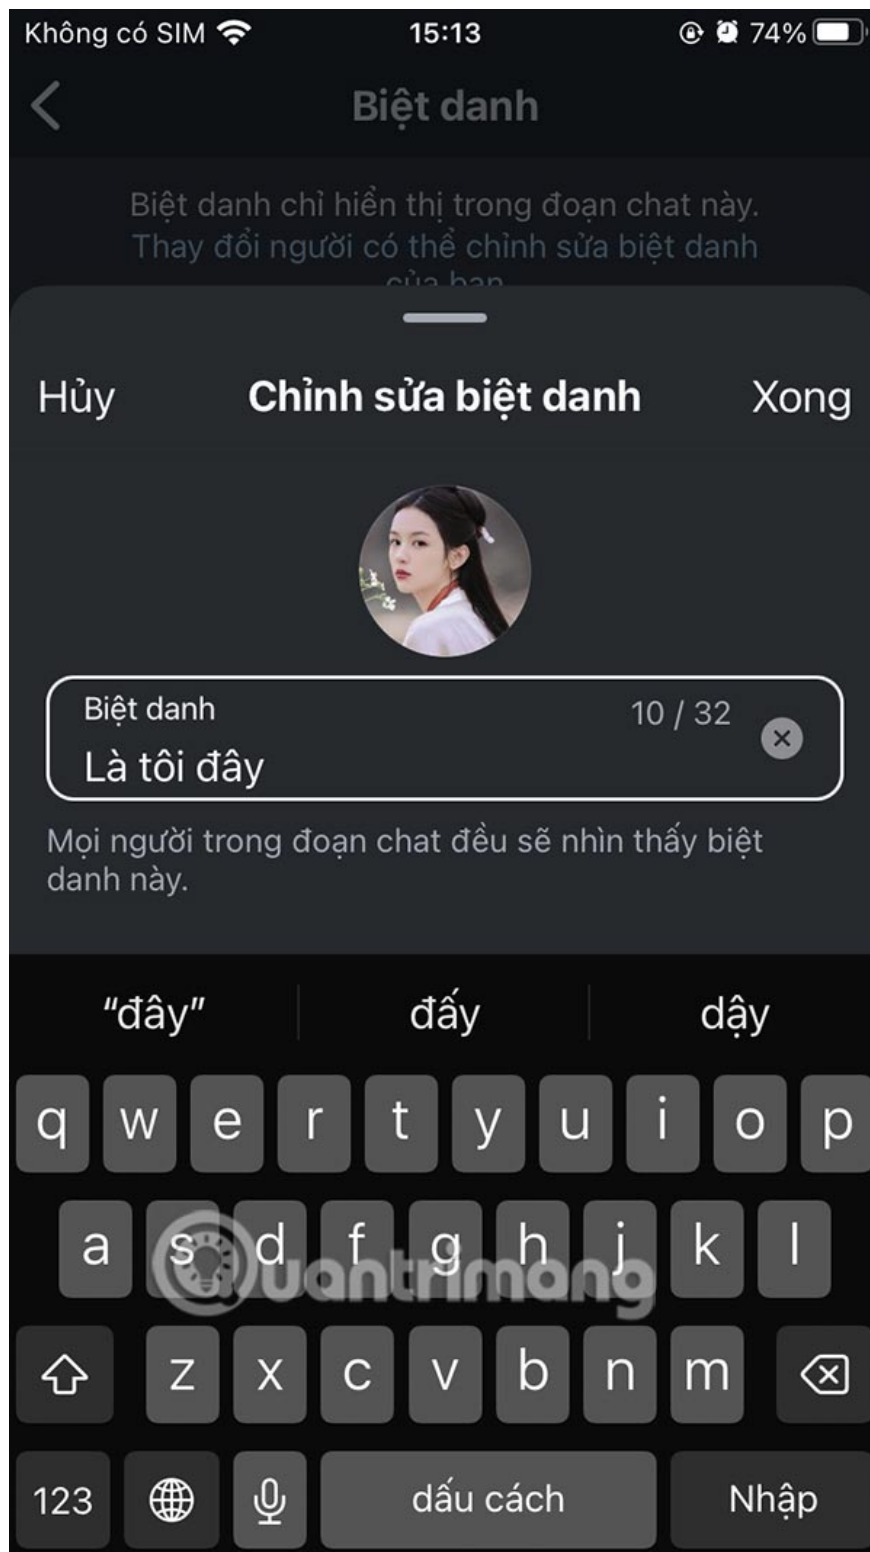 Không có SIM 15:13 74%
Biệt danh
Biệt danh chỉ hiển thị trong đoạn chat này.
Thay đổi người có thể chỉnh sửa biệt danh
của bạn
Hủy Chỉnh sửa biệt danh Xong
Biệt danh 10 / 32
Là tôi đây
Mọi người trong đoạn chat đều sẽ nhìn thấy biệt
danh này.
“đây” đấy dậy
q w e r t y u i o p
a s d f g h j k l
Quantrimang
z x c v b n m
123 dấu cách Nhập